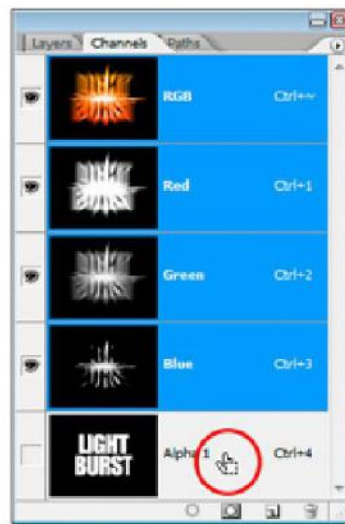 Layers Channels Paths
RGB Ctrl+~
Red Ctrl+1
Green Ctrl+2
Blue Ctrl+3
LIGHT
BURST
Alpha 1 Ctrl+4